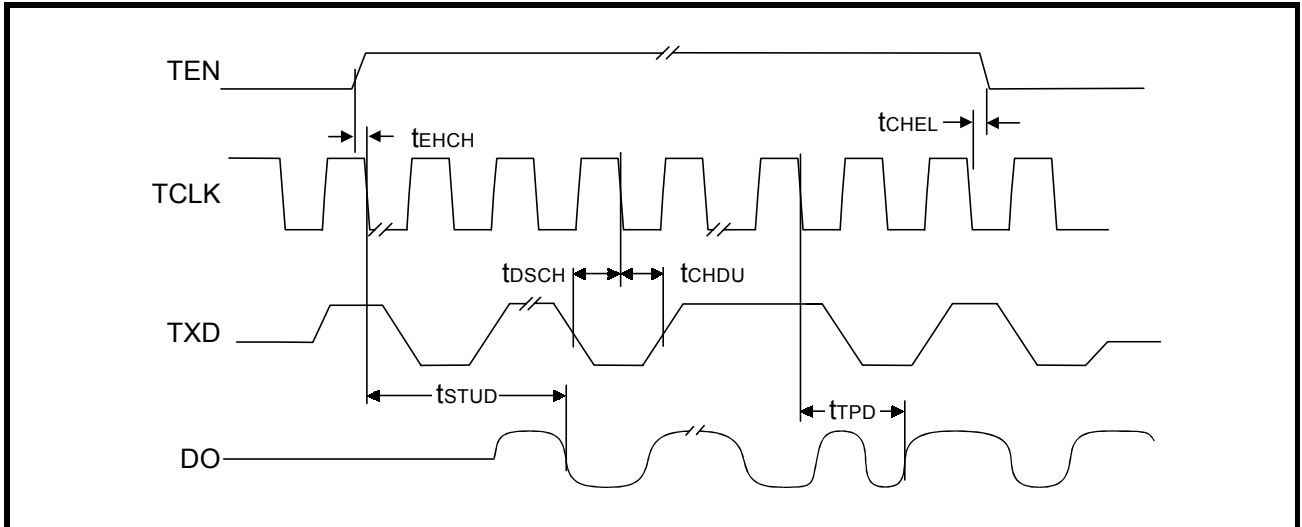 TEN
tCHEL
tEHCH
TCLK
tDSCH
tCHDU
TXD
tSTUD
tTPD
DO